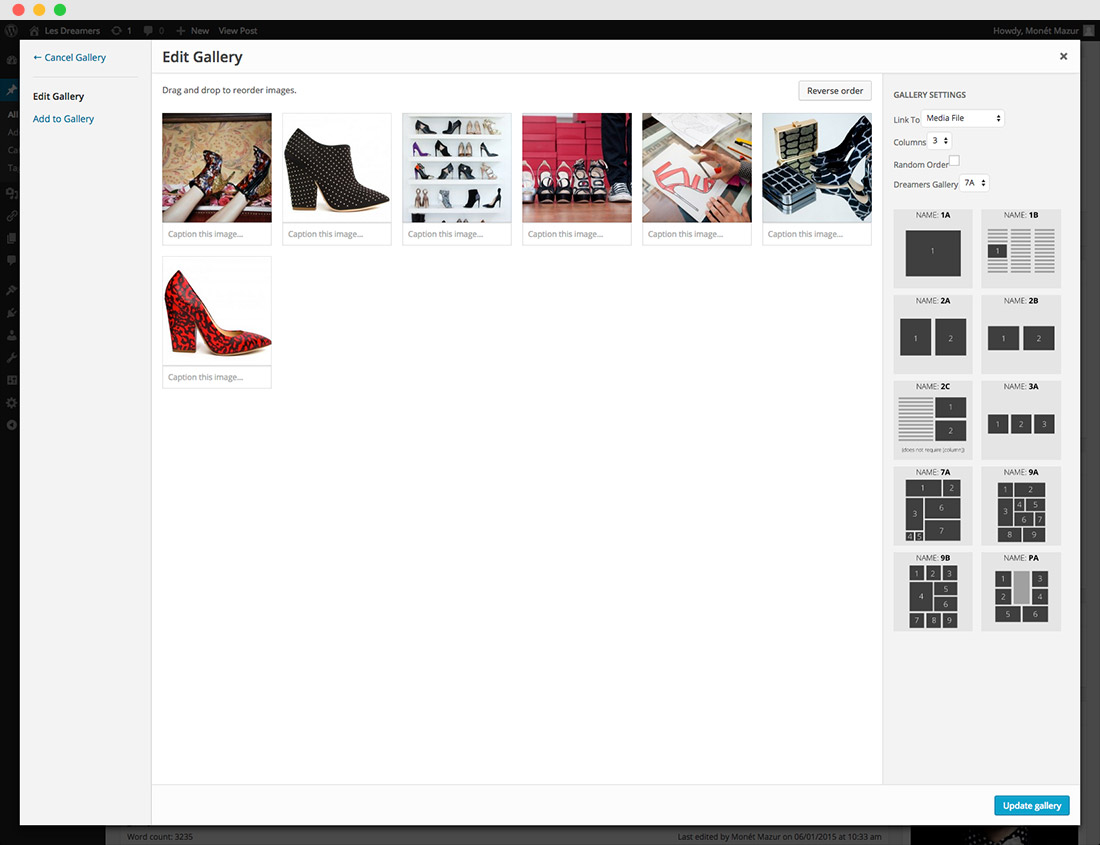 Les Dreamers 1 0 New View Post Howdy, Monét Mazur
← Cancel Gallery
Edit Gallery
Add to Gallery
Edit Gallery
Drag and drop to reorder images.
Reverse order
Caption this image...
Caption this image...
Caption this image...
Caption this image...
Caption this image...
Caption this image...
Caption this image...
GALLERY SETTINGS
Link To Media File
Columns 3
Random Order
Dreamers Gallery 7A
NAME: 1A
1
NAME: 1B
1
NAME: 2A
1 2
NAME: 2B
1 2
NAME: 2C
1
2
(does not require [column])
NAME: 3A
1 2 3
NAME: 7A
1 2
3 6
7
4 5
NAME: 9A
1 2
3 4 5
6 7
8 9
NAME: 9B
1 2 3
4 5
6
7 8 9
NAME: PA
1 3
2 4
5 6
Update gallery
Word count: 3235
Last edited by Monét Mazur on 06/01/2015 at 10:33 am